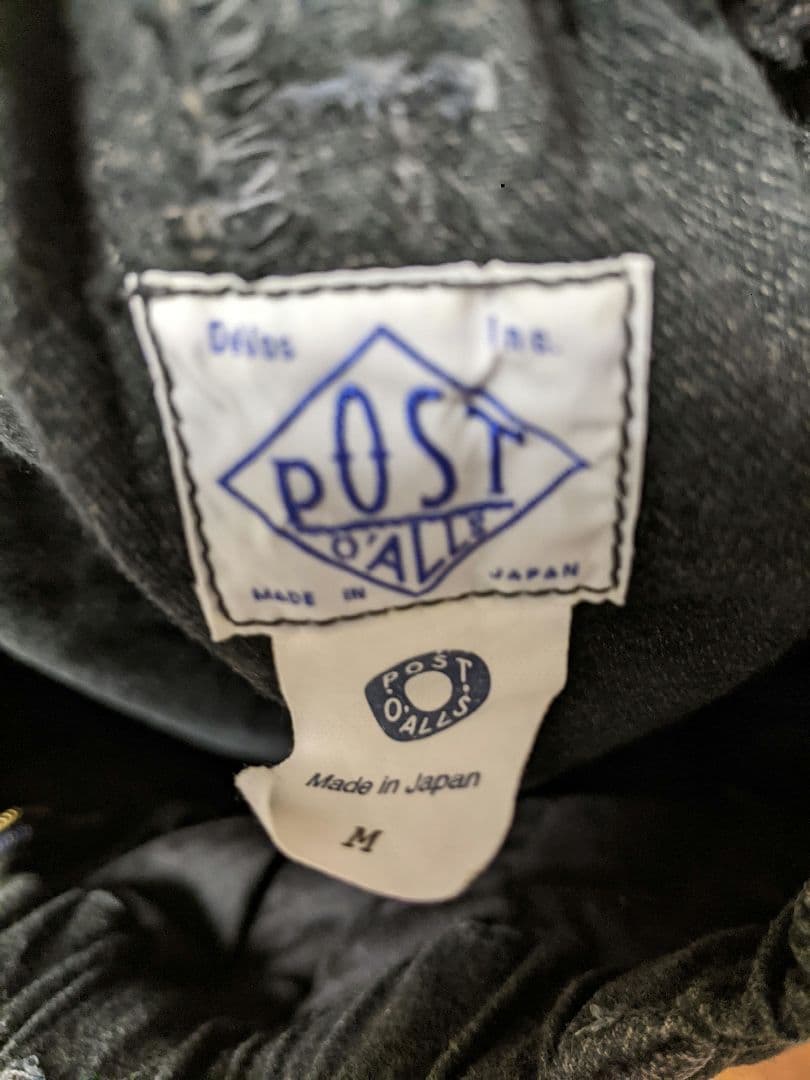 Inc.
POST
O'ALLS
MADE IN JAPAN
POST
O'ALLS
Made in Japan
M